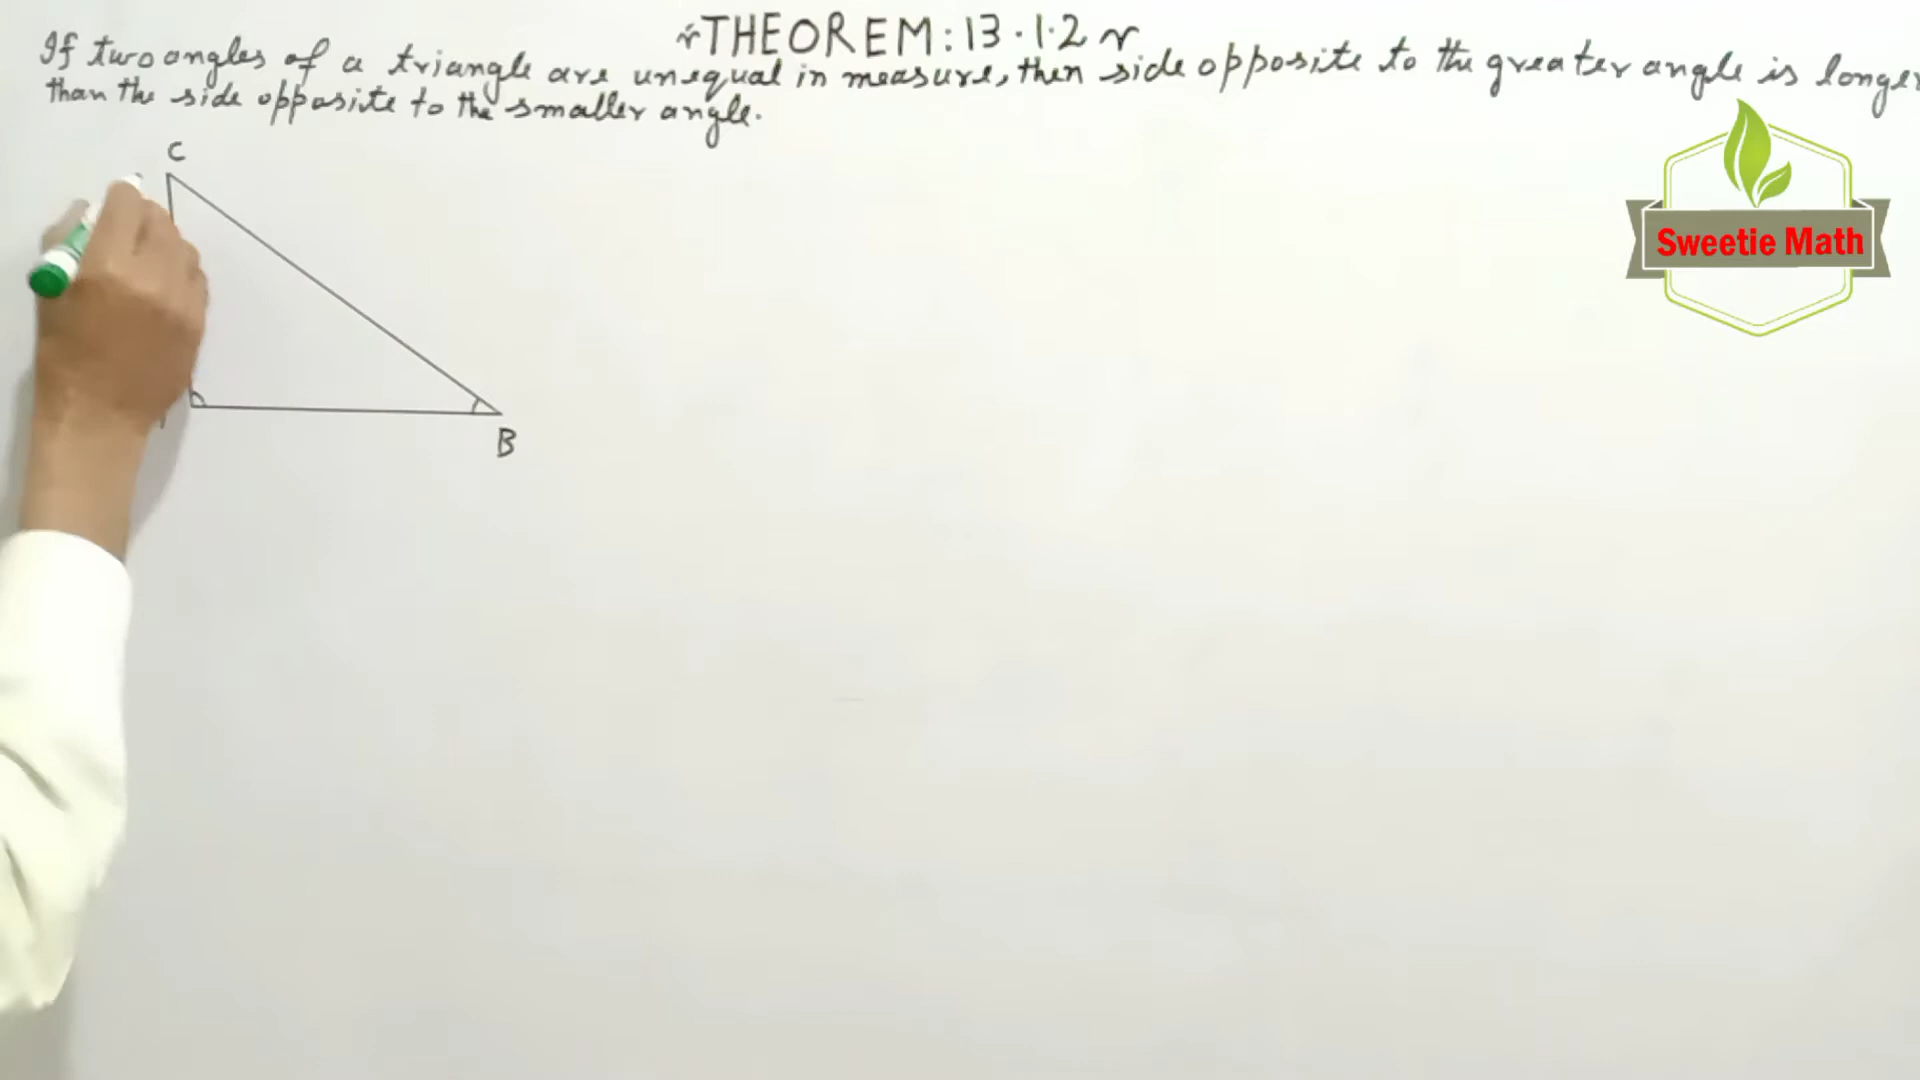 THEOREM: 13.1.2
If two angles of a triangle are unequal in measure, then side opposite to the greater angle is longer
than the side opposite to the smaller angle.
C
B
Sweetie Math